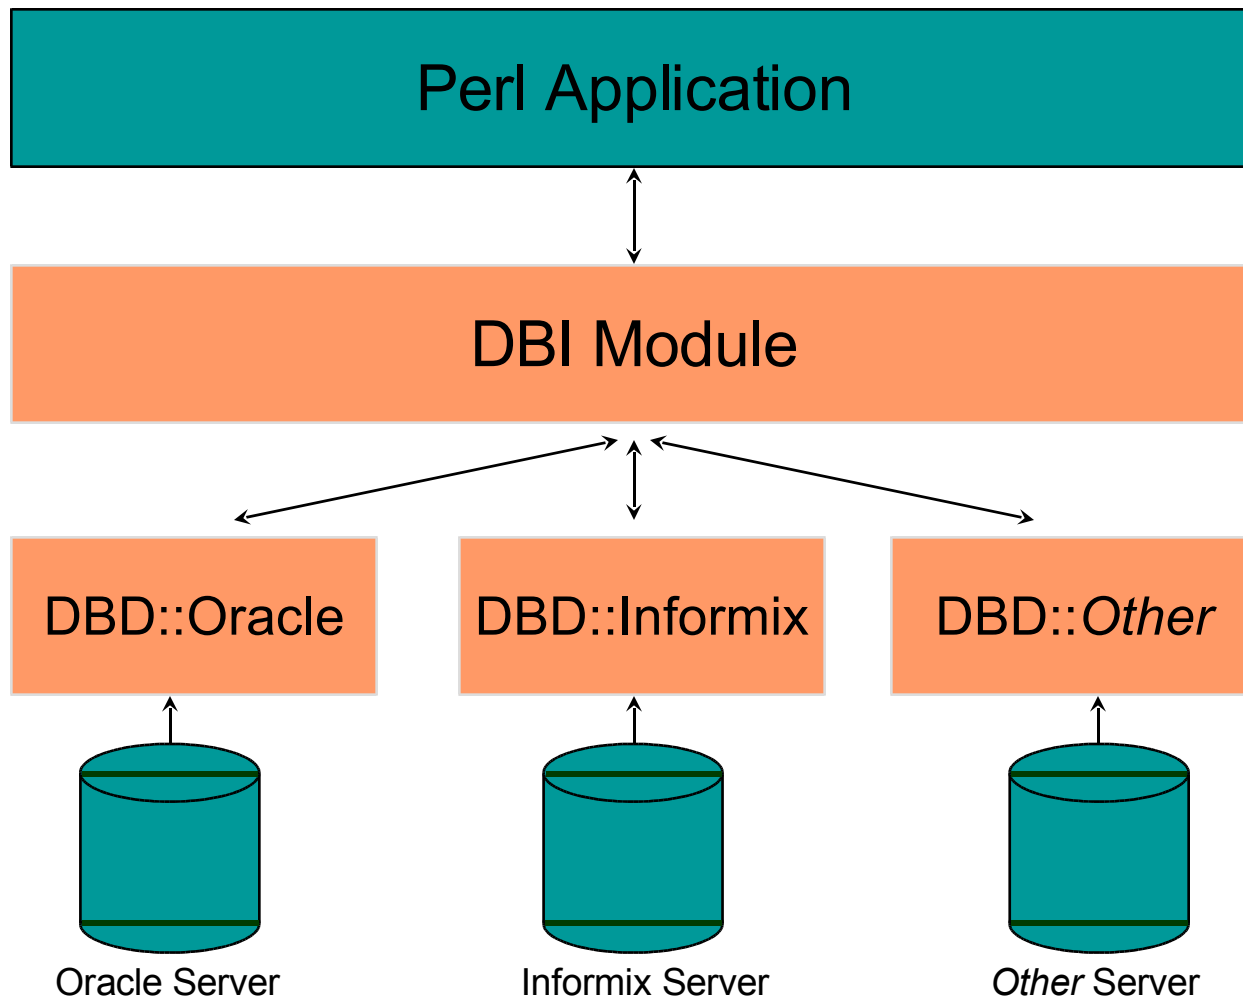 Perl Application
DBI Module
DBD::Oracle
DBD::Informix
DBD::Other
Oracle Server
Informix Server
Other Server